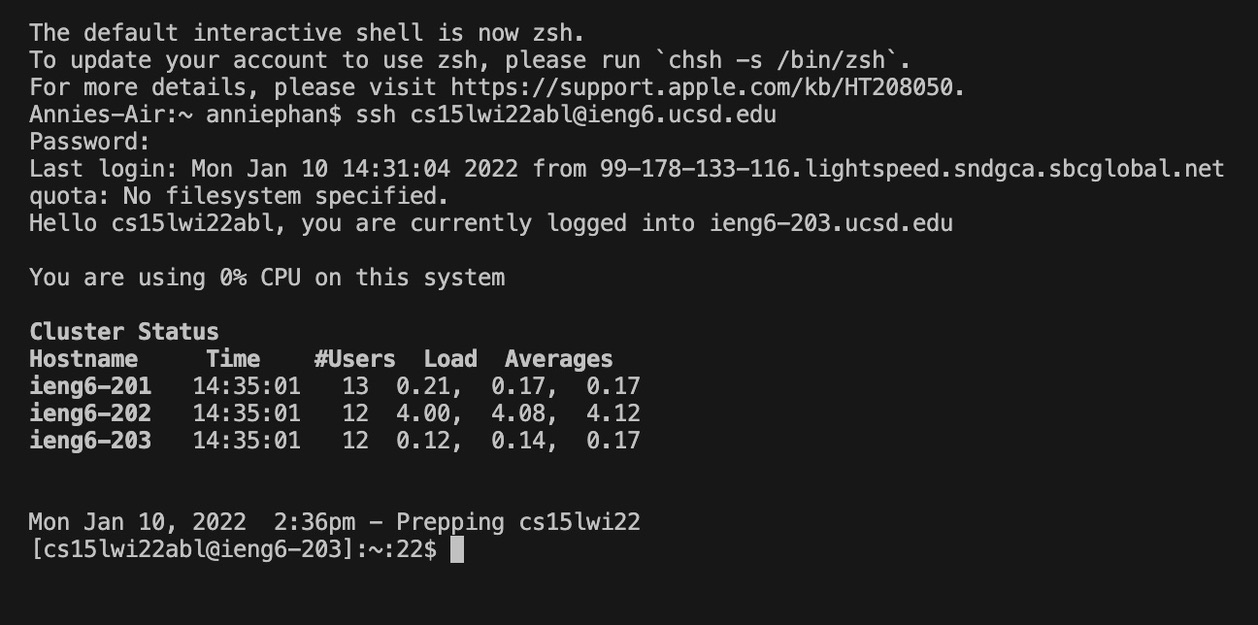 The default interactive shell is now zsh.
To update your account to use zsh, please run `chsh -s /bin/zsh`.
For more details, please visit https://support.apple.com/kb/HT208050.
Annies-Air:~ anniephan$ ssh cs15lwi22abl@ieng6.ucsd.edu
Password:
Last login: Mon Jan 10 14:31:04 2022 from 99-178-133-116.lightspeed.sndgca.sbcglobal.net
quota: No filesystem specified.
Hello cs15lwi22abl, you are currently logged into ieng6-203.ucsd.edu
You are using 0% CPU on this system
Cluster Status
Hostname     Time    #Users  Load  Averages
ieng6-201   14:35:01   13  0.21,  0.17,  0.17
ieng6-202   14:35:01   12  4.00,  4.08,  4.12
ieng6-203   14:35:01   12  0.12,  0.14,  0.17
Mon Jan 10, 2022  2:36pm - Prepping cs15lwi22
[cs15lwi22abl@ieng6-203]:~:22$